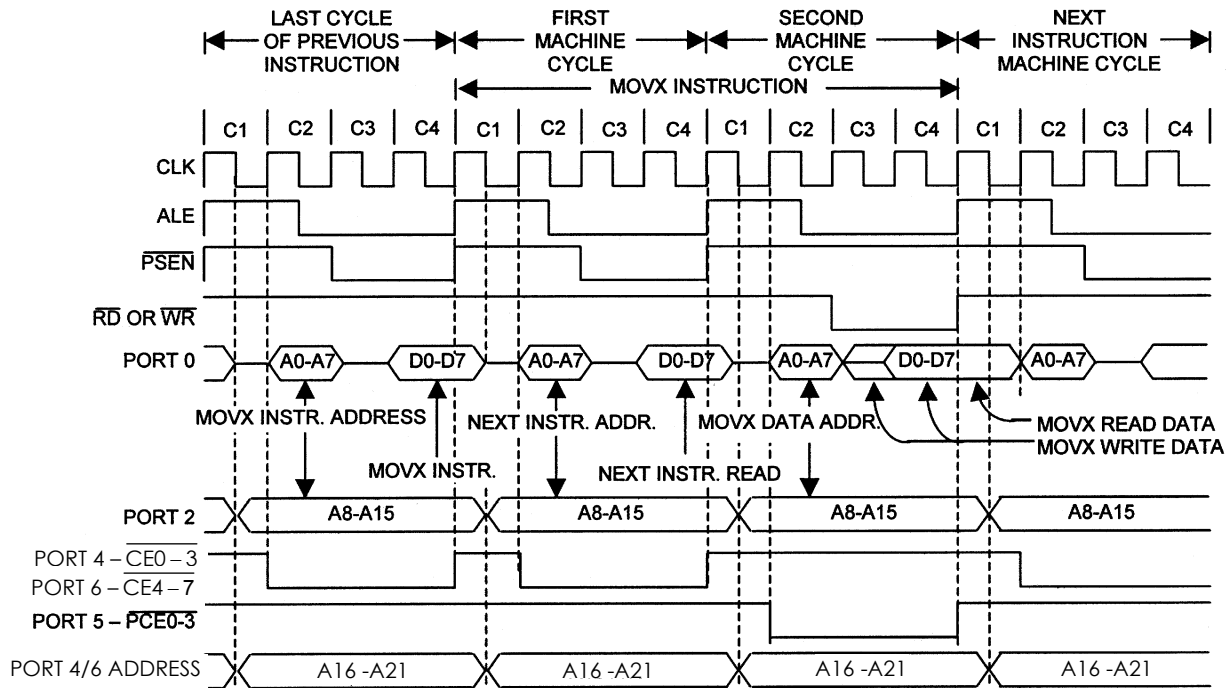 LAST CYCLE
OF PREVIOUS
INSTRUCTION
FIRST
MACHINE
CYCLE
SECOND
MACHINE
CYCLE
NEXT
INSTRUCTION
MACHINE CYCLE
MOVX INSTRUCTION
C1 C2 C3 C4 C1 C2 C3 C4 C1 C2 C3 C4 C1 C2 C3 C4
CLK
ALE
PSEN
RD OR WR
PORT 0 A0-A7 D0-D7 A0-A7 D0-D7 A0-A7 D0-D7 A0-A7
MOVX INSTR. ADDRESS NEXT INSTR. ADDR. MOVX DATA ADDR. MOVX READ DATA
MOVX WRITE DATA
MOVX INSTR. NEXT INSTR. READ
PORT 2 A8-A15 A8-A15 A8-A15 A8-A15
PORT 4 – CE0 – 3
PORT 6 – CE4 – 7
PORT 5 – PCE0-3
PORT 4/6 ADDRESS A16 -A21 A16 -A21 A16 -A21 A16 -A21